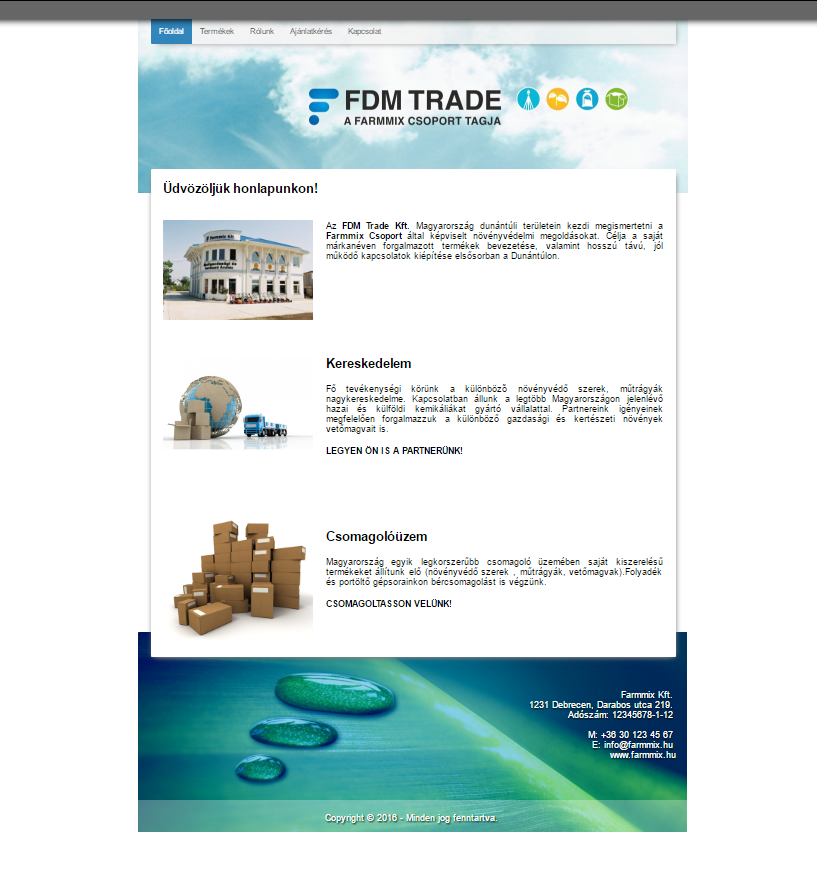 Főoldal Termékek Rólunk Ajánlatkérés Kapcsolat
FDM TRADE
A FARMMIX CSOPORT TAGJA
Üdvözöljük honlapunkon!
Az FDM Trade Kft. Magyarország dunántúli területein kezdi megismertetni a
Farmmix Csoport által képviselt növényvédelmi megoldásokat. Célja a saját
márkanéven forgalmazott termékek bevezetése, valamint hosszú távú, jól
működő kapcsolatok kiépítése elsősorban a Dunántúlon.
Kereskedelem
Fő tevékenységi körünk a különböző növényvédő szerek, műtrágyák
nagykereskedelme. Kapcsolatban állunk a legtöbb Magyarországon jelenlévő
hazai és külföldi kemikáliákat gyártó vállalattal. Partnereink igényeinek
megfelelően forgalmazzuk a különböző gazdasági és kertészeti növények
vetőmagvait is.
LEGYEN ÖN IS A PARTNERÜNK!
Csomagolóüzem
Magyarország egyik legkorszerűbb csomagoló üzemében saját kiszerelésű
termékeket állítunk elő (növényvédő szerek , műtrágyák, vetőmagvak).Folyadék
és portöltő gépsorainkon bércsomagolást is végzünk.
CSOMAGOLTASSON VELÜNK!
Farmmix Kft.
1231 Debrecen, Darabos utca 219.
Adószám: 12345678-1-12
M: +36 30 123 45 67
E: info@farmmix.hu
www.farmmix.hu
Copyright © 2016 - Minden jog fenntartva.